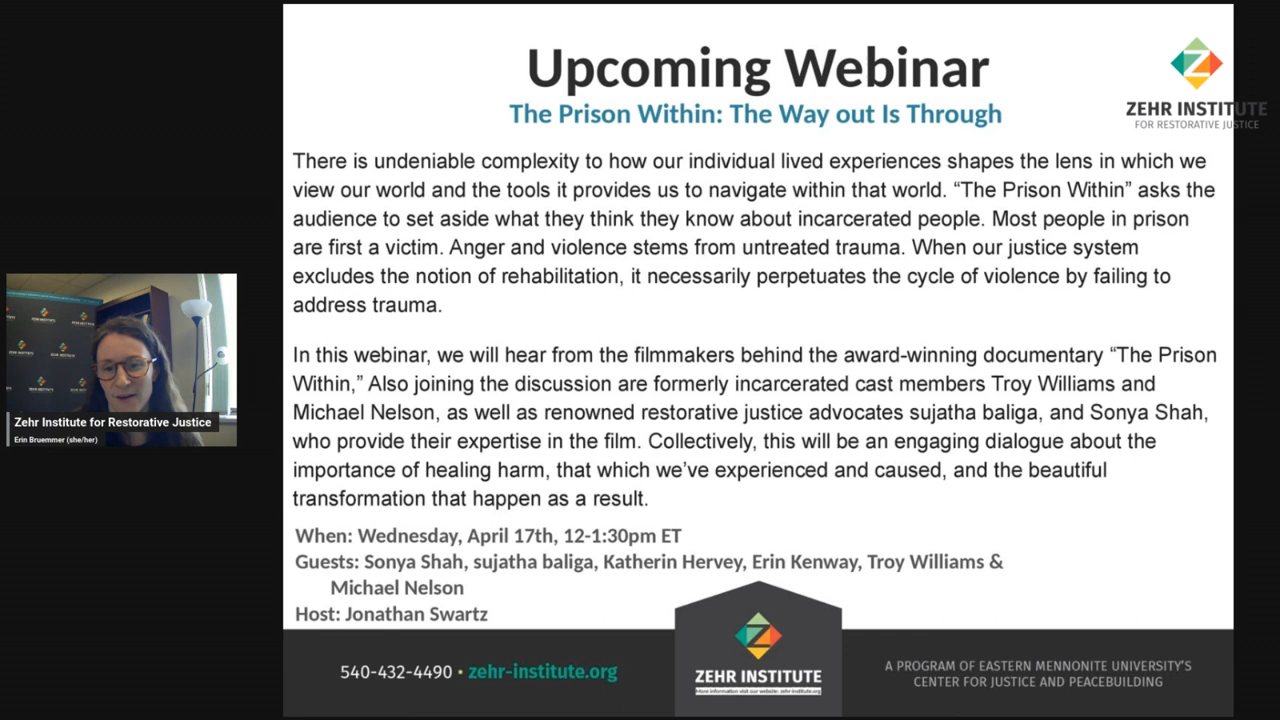 Upcoming Webinar
The Prison Within: The Way out Is Through
ZEHR INSTITUTE
FOR RESTORATIVE JUSTICE
There is undeniable complexity to how our individual lived experiences shapes the lens in which we
view our world and the tools it provides us to navigate within that world. “The Prison Within” asks the
audience to set aside what they think they know about incarcerated people. Most people in prison
are first a victim. Anger and violence stems from untreated trauma. When our justice system
excludes the notion of rehabilitation, it necessarily perpetuates the cycle of violence by failing to
address trauma.
In this webinar, we will hear from the filmmakers behind the award-winning documentary “The Prison
Within,” Also joining the discussion are formerly incarcerated cast members Troy Williams and
Michael Nelson, as well as renowned restorative justice advocates sujatha baliga, and Sonya Shah,
who provide their expertise in the film. Collectively, this will be an engaging dialogue about the
importance of healing harm, that which we’ve experienced and caused, and the beautiful
transformation that happen as a result.
When: Wednesday, April 17th, 12-1:30pm ET
Guests: Sonya Shah, sujatha baliga, Katherin Hervey, Erin Kenway, Troy Williams &
Michael Nelson
Host: Jonathan Swartz
Zehr Institute for Restorative Justice
Erin Bruemmer (she/her)
540-432-4490 • zehr-institute.org
ZEHR INSTITUTE
More information visit our website: zehr-institute.org
A PROGRAM OF EASTERN MENNONITE UNIVERSITY’S
CENTER FOR JUSTICE AND PEACEBUILDING